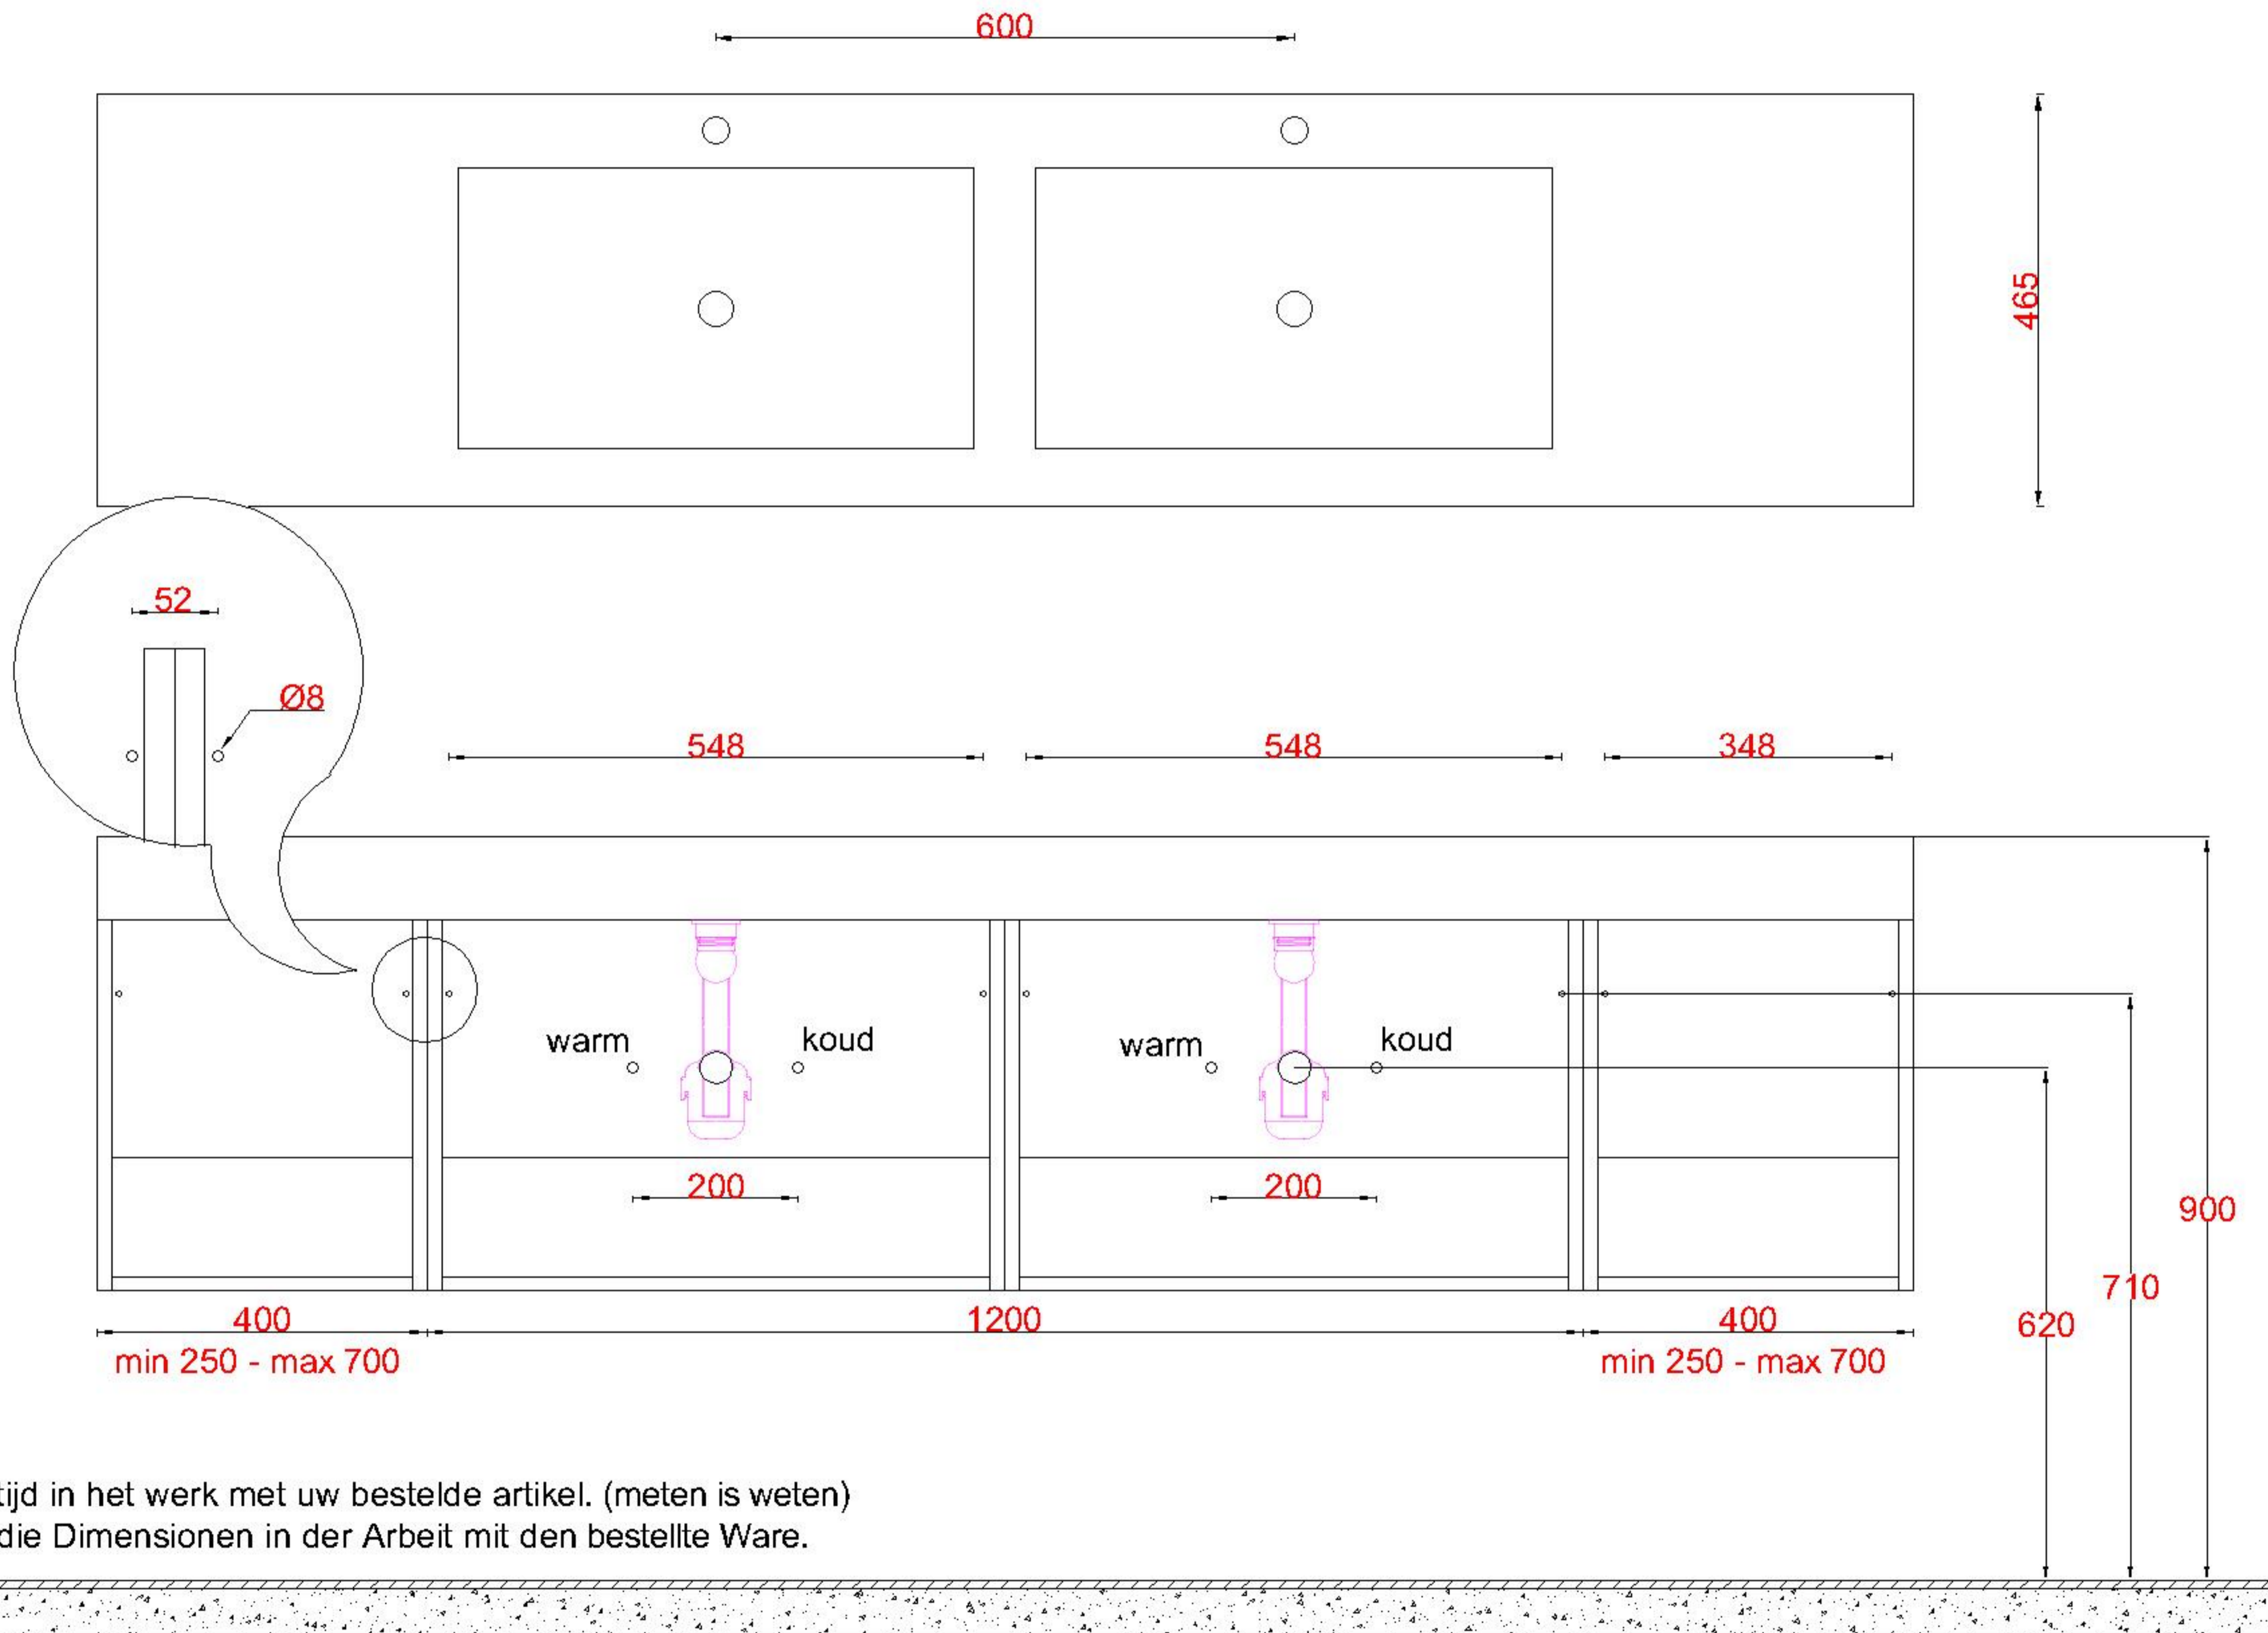 600
465
52
Ø8
548
548
348
warm
koud
warm
koud
200
200
900
710
620
400
1200
400
min 250 - max 700
min 250 - max 700
tijd in het werk met uw bestelde artikel. (meten is weten)
die Dimensionen in der Arbeit mit den bestellte Ware.